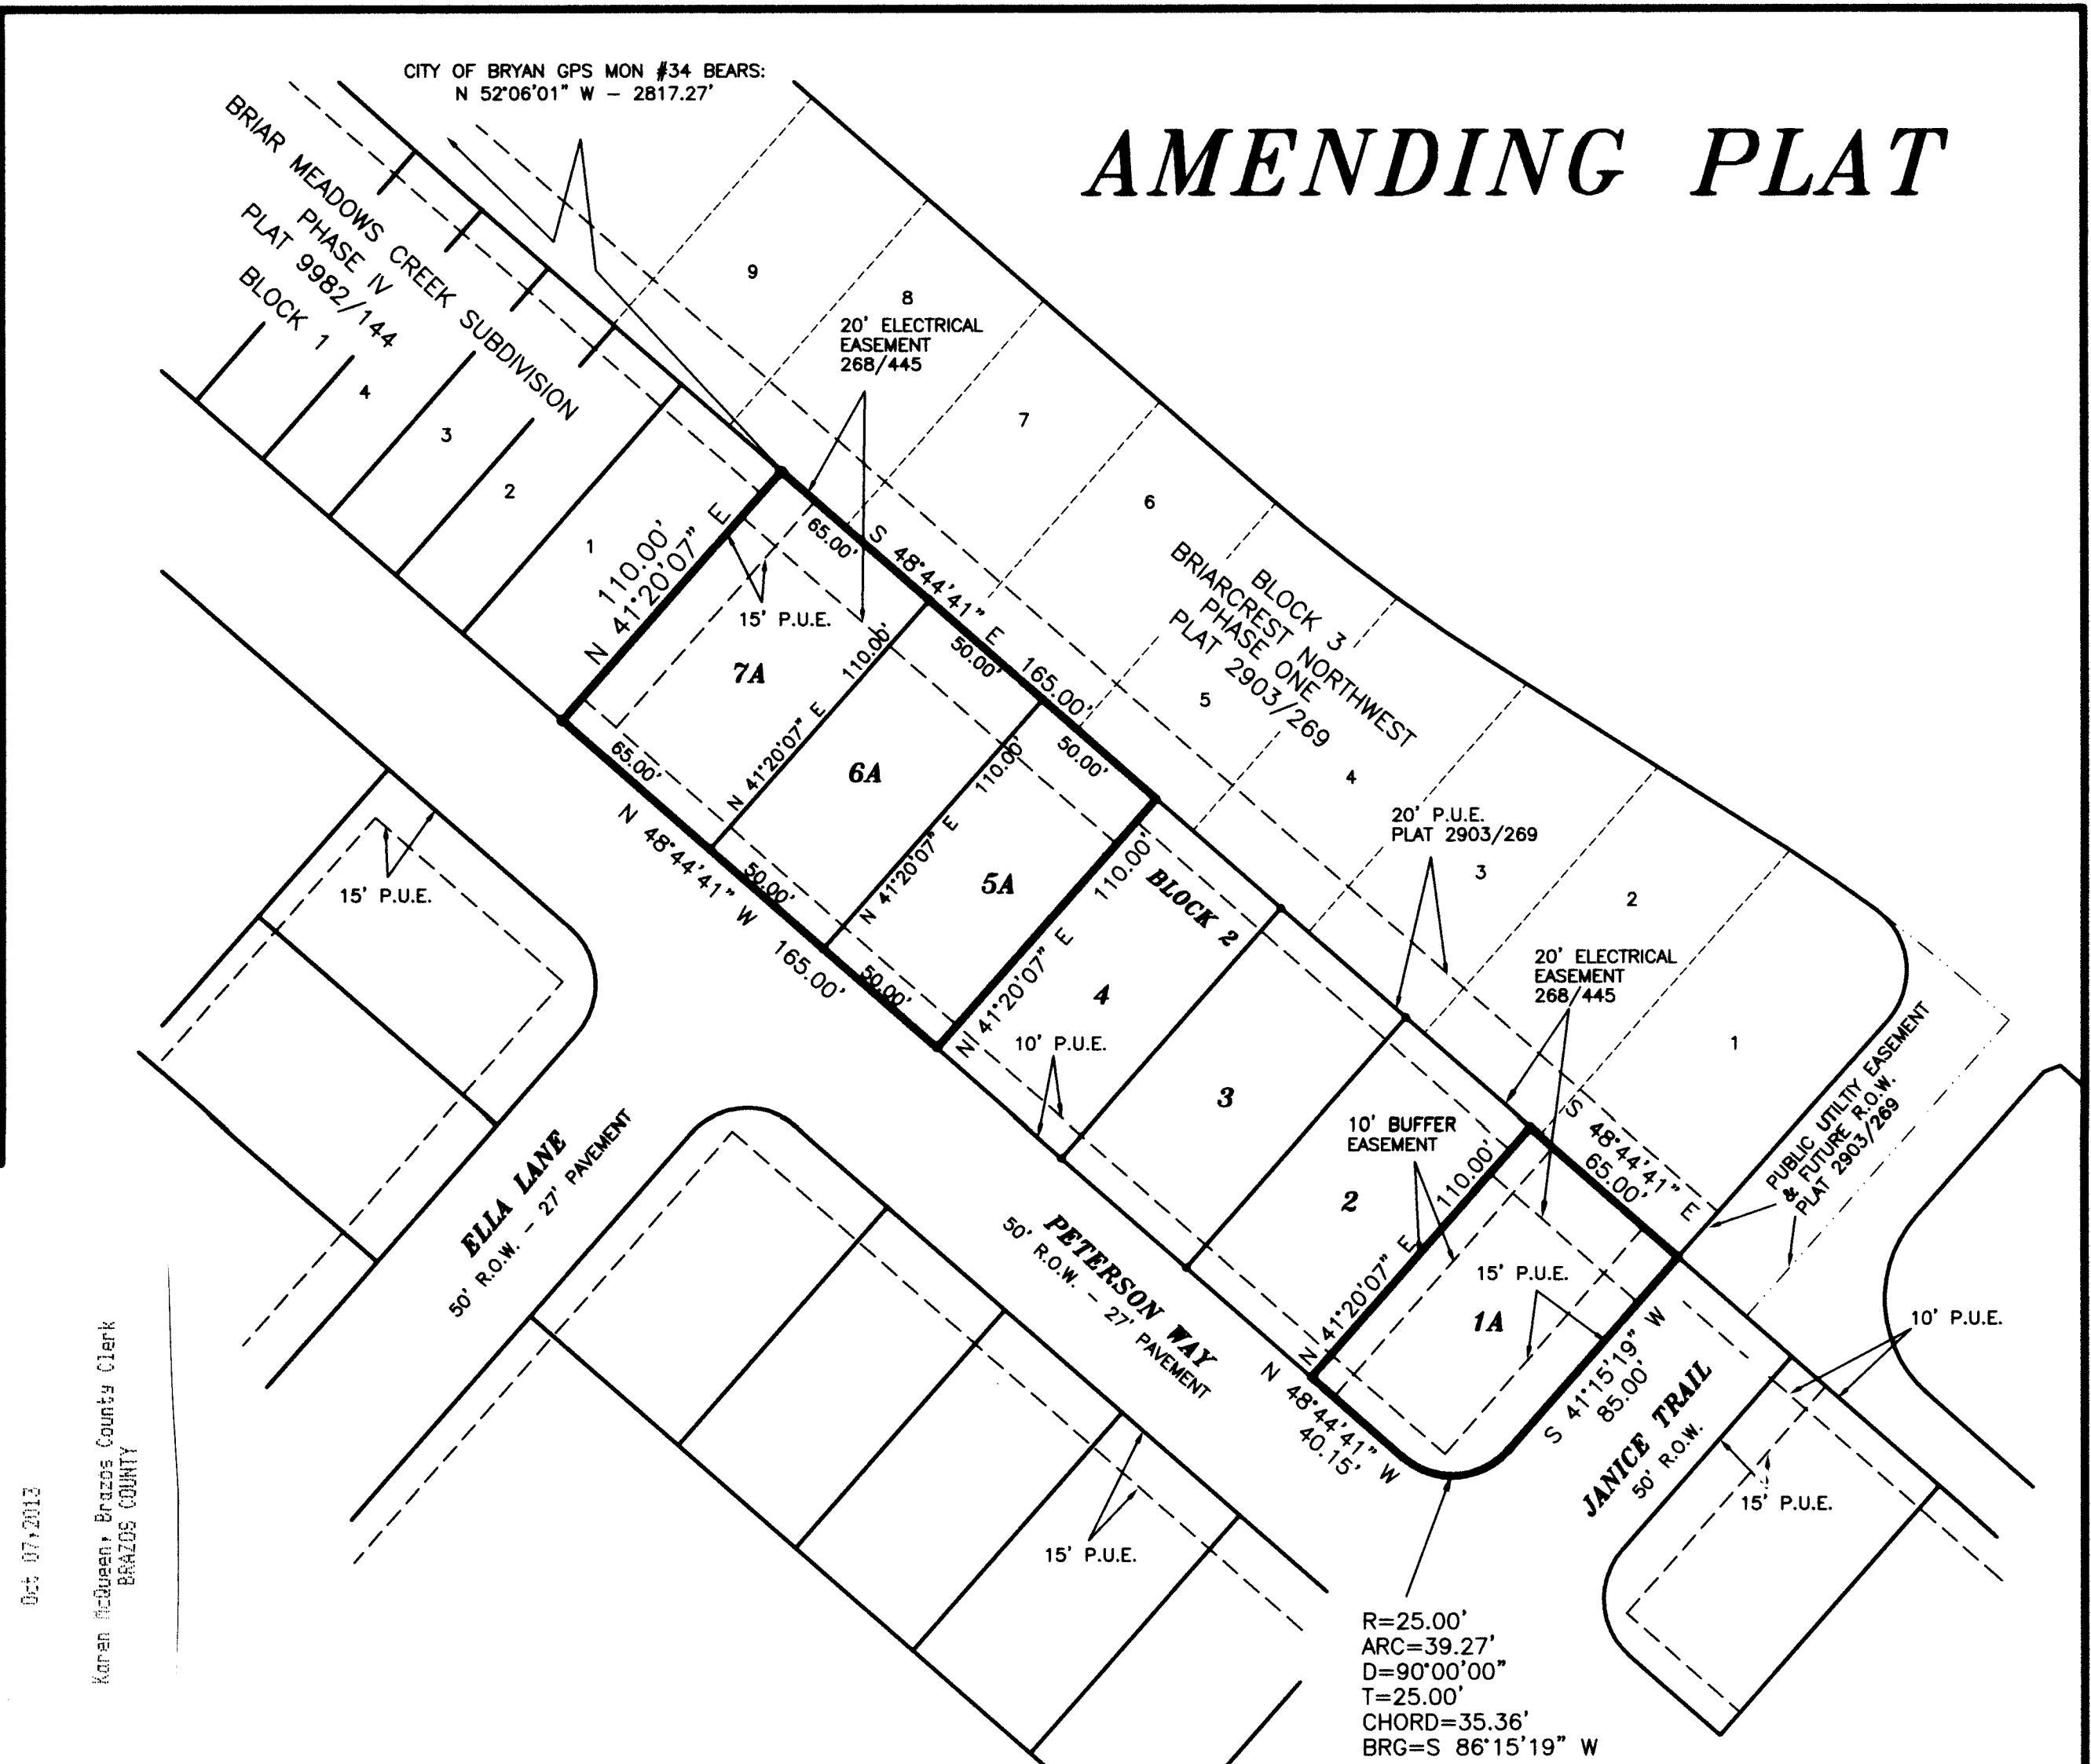 AMENDING PLAT
CITY OF BRYAN GPS MON #34 BEARS:
N 52°06'01" W – 2817.27'
BRIAR MEADOWS CREEK SUBDIVISION
PHASE IV
PLAT 9982/144
BLOCK 1
4
3
2
1
9
8
20' ELECTRICAL
EASEMENT
268/445
7
6
BLOCK 3
BRIARCREST NORTHWEST
PHASE ONE
PLAT 2903/269
5
4
3
2
1
110.00'
N 41°20'07" E
15' P.U.E.
65.00'
S 48°44'41" E 165.00'
50.00'
50.00'
7A
N 41°20'07" E 110.00'
6A
N 41°20'07" E 110.00'
5A
N 41°20'07" E 110.00'
65.00'
50.00'
50.00'
N 48°44'41" W 165.00'
BLOCK 2
4
3
2
10' P.U.E.
20' P.U.E.
PLAT 2903/269
20' ELECTRICAL
EASEMENT
268/445
10' BUFFER
EASEMENT
S 48°44'41" E
65.00'
N 41°20'07" E 110.00'
15' P.U.E.
1A
S 41°15'19" W
85.00'
N 48°44'41" W
40.15'
PUBLIC UTILTIY EASEMENT
& FUTURE R.O.W.
PLAT 2903/269
15' P.U.E.
ELLA LANE
50' R.O.W. – 27' PAVEMENT
PETERSON WAY
50' R.O.W. – 27' PAVEMENT
JANICE TRAIL
50' R.O.W.
10' P.U.E.
15' P.U.E.
15' P.U.E.
R=25.00'
ARC=39.27'
D=90°00'00"
T=25.00'
CHORD=35.36'
BRG=S 86°15'19" W
Oct 07,2013
Karen McQueen, Brazos County Clerk
BRAZOS COUNTY